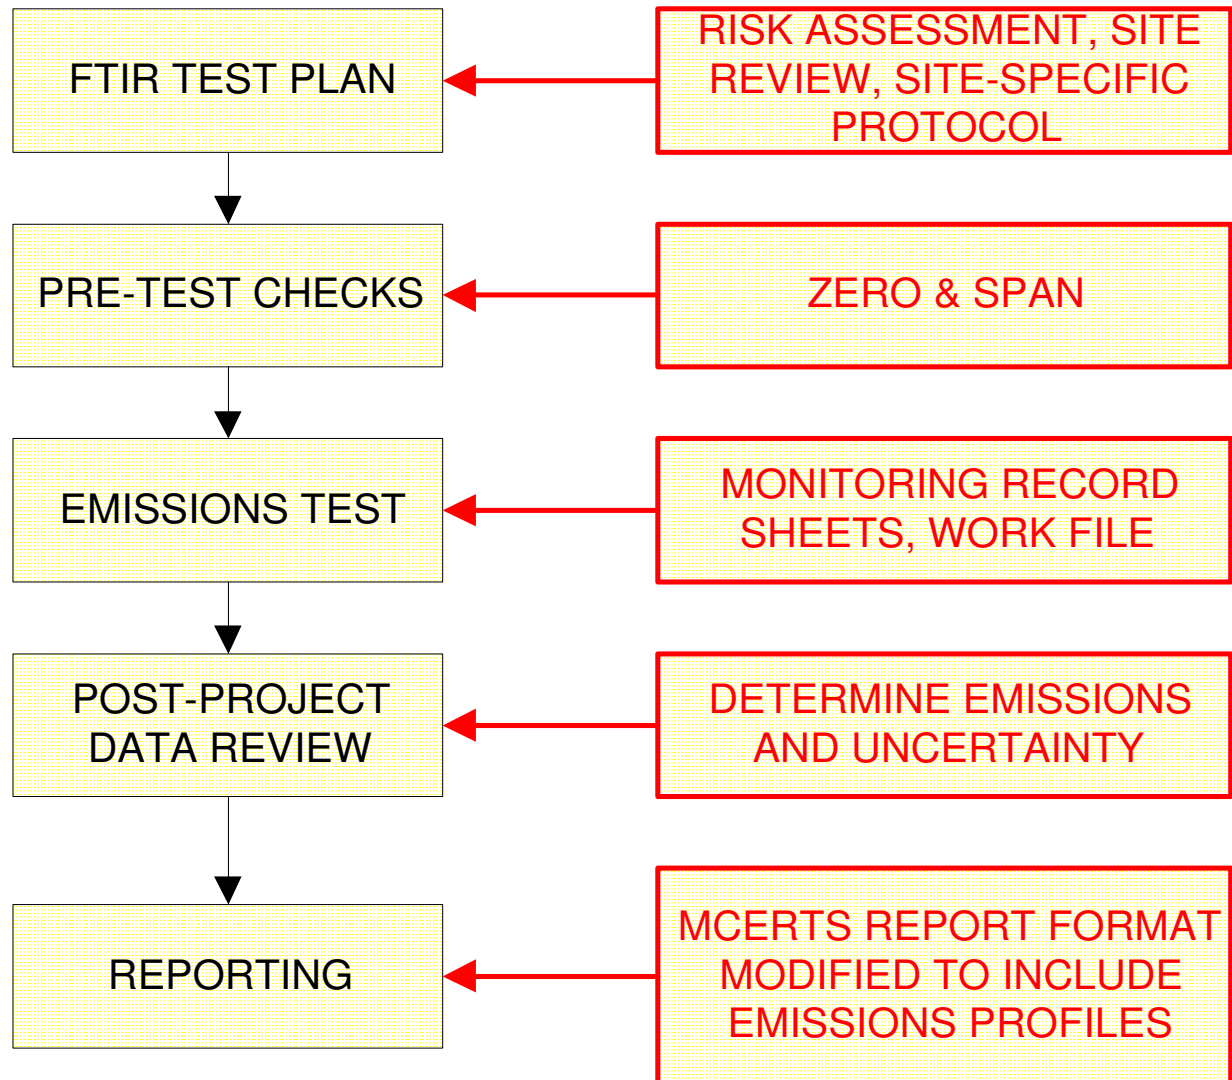 FTIR TEST PLAN
RISK ASSESSMENT, SITE
REVIEW, SITE-SPECIFIC
PROTOCOL
PRE-TEST CHECKS
ZERO & SPAN
EMISSIONS TEST
MONITORING RECORD
SHEETS, WORK FILE
POST-PROJECT
DATA REVIEW
DETERMINE EMISSIONS
AND UNCERTAINTY
REPORTING
MCERTS REPORT FORMAT
MODIFIED TO INCLUDE
EMISSIONS PROFILES